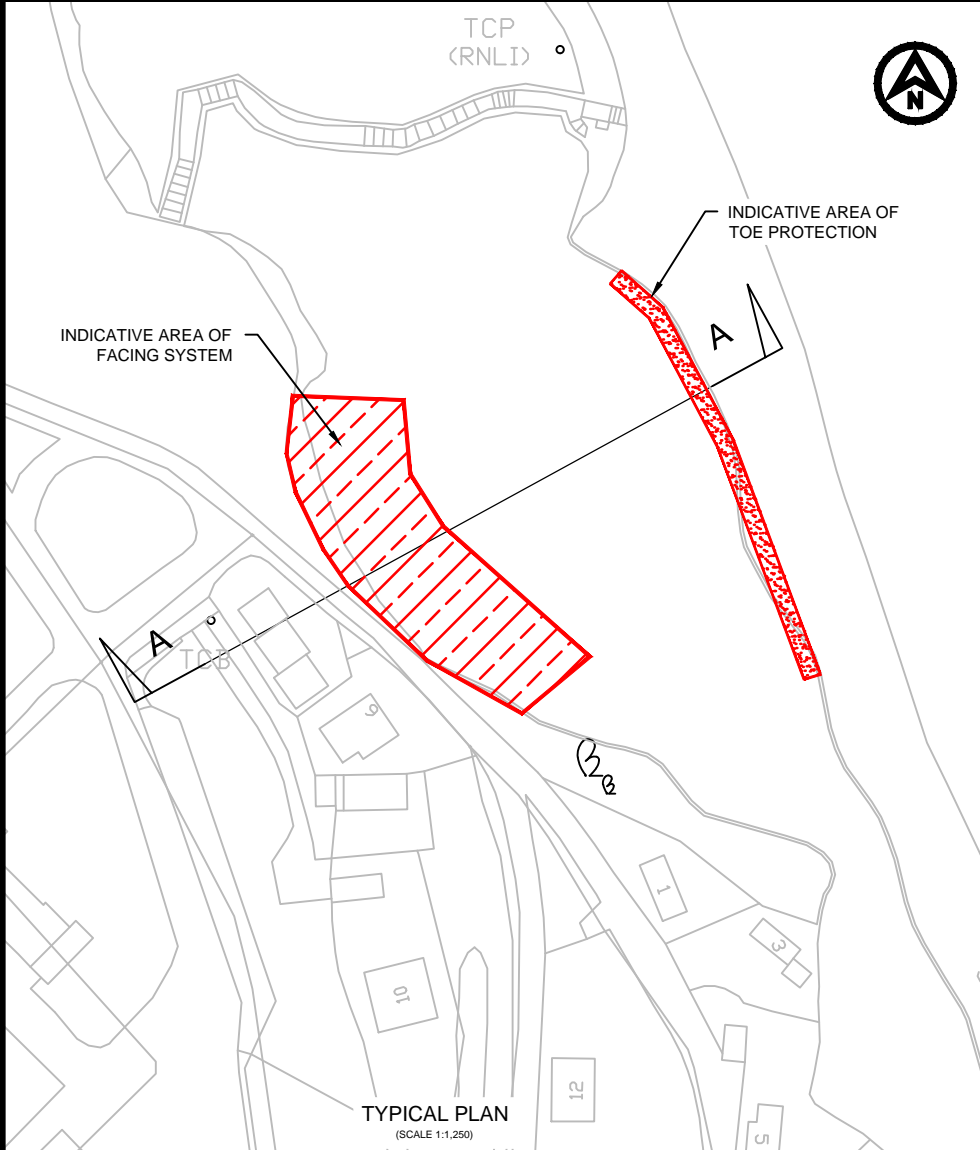 TCP
(RNLI)
N
INDICATIVE AREA OF
TOE PROTECTION
A
INDICATIVE AREA OF
FACING SYSTEM
A
TCB
9
1
3
10
12
5
TYPICAL PLAN
(SCALE 1:1,250)